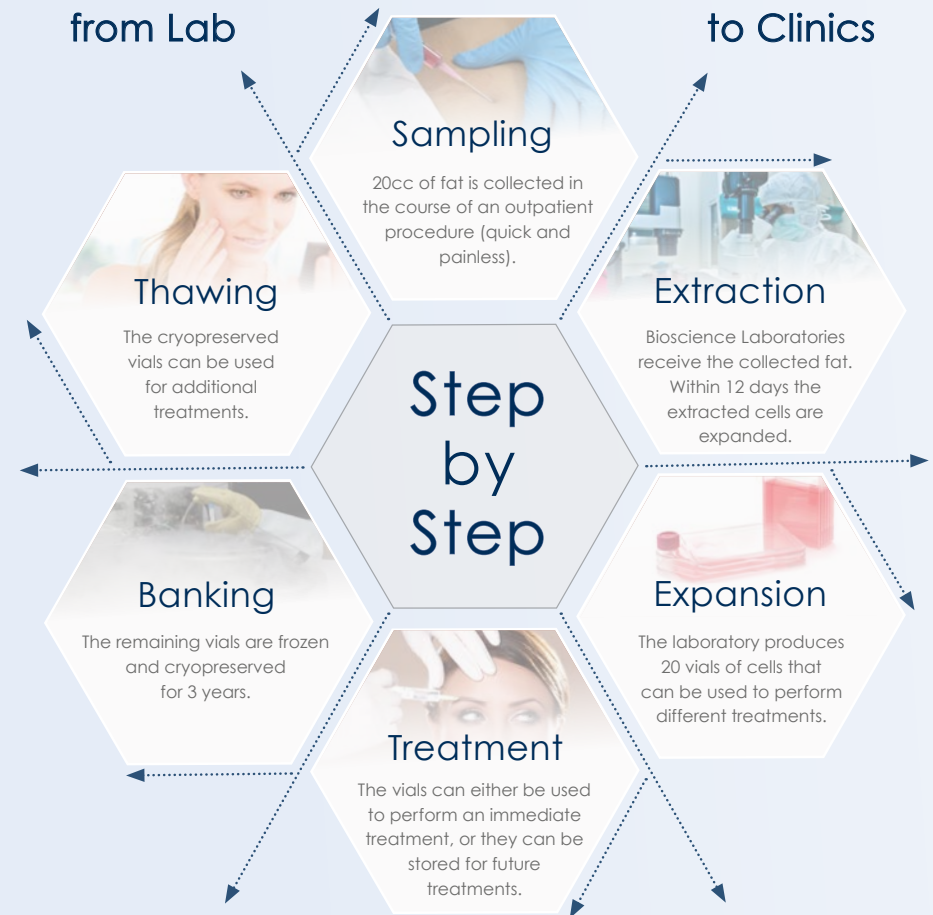 from Lab
to Clinics
Sampling
20cc of fat is collected in
the course of an outpatient
procedure (quick and
painless).
Extraction
Bioscience Laboratories
receive the collected fat.
Within 12 days the
extracted cells are
expanded.
Expansion
The laboratory produces
20 vials of cells that
can be used to perform
different treatments.
Treatment
The vials can either be used
to perform an immediate
treatment, or they can be
stored for future
treatments.
Banking
The remaining vials are frozen
and cryopreserved
for 3 years.
Thawing
The cryopreserved
vials can be used
for additional
treatments.
Step
by
Step